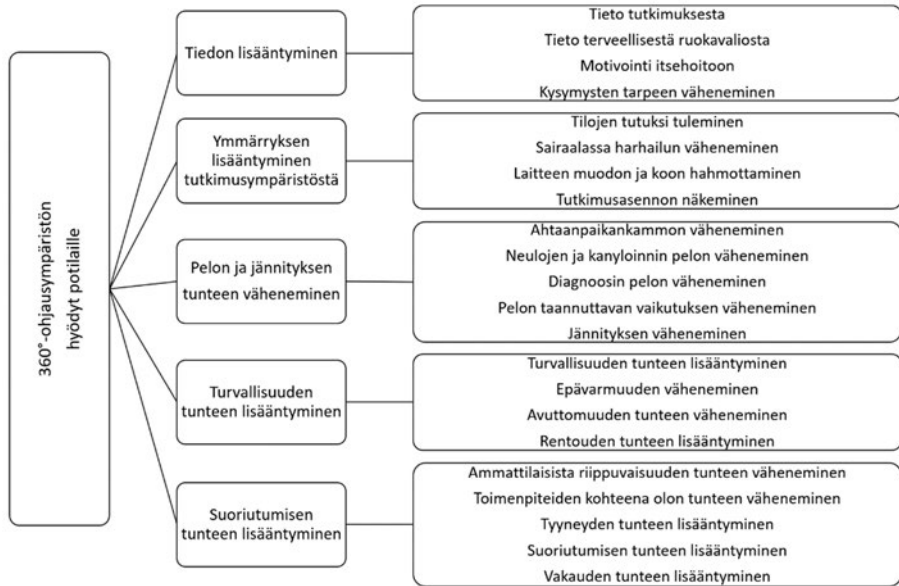 360°-ohjausympäristön
hyödyt potilaille
Tiedon lisääntyminen
Tieto tutkimuksesta
Tieto terveellisestä ruokavaliosta
Motivointi itsehoitoon
Kysymysten tarpeen väheneminen
Ymmärryksen
lisääntyminen
tutkimusympäristöstä
Tilojen tutuksi tuleminen
Sairaalassa harhailun väheneminen
Laitteen muodon ja koon hahmottaminen
Tutkimusasennon näkeminen
Pelon ja jännityksen
tunteen väheneminen
Ahtaanpaikankammon väheneminen
Neulojen ja kanyloinnin pelon väheneminen
Diagnoosin pelon väheneminen
Pelon taannuttavan vaikutuksen väheneminen
Jännityksen väheneminen
Turvallisuuden
tunteen lisääntyminen
Turvallisuuden tunteen lisääntyminen
Epävarmuuden väheneminen
Avuttomuuden tunteen väheneminen
Rentouden tunteen lisääntyminen
Suoriutumisen
tunteen lisääntyminen
Ammattilaisista riippuvaisuuden tunteen väheneminen
Toimenpiteiden kohteena olon tunteen väheneminen
Tyyneyden tunteen lisääntyminen
Suoriutumisen tunteen lisääntyminen
Vakauden tunteen lisääntyminen